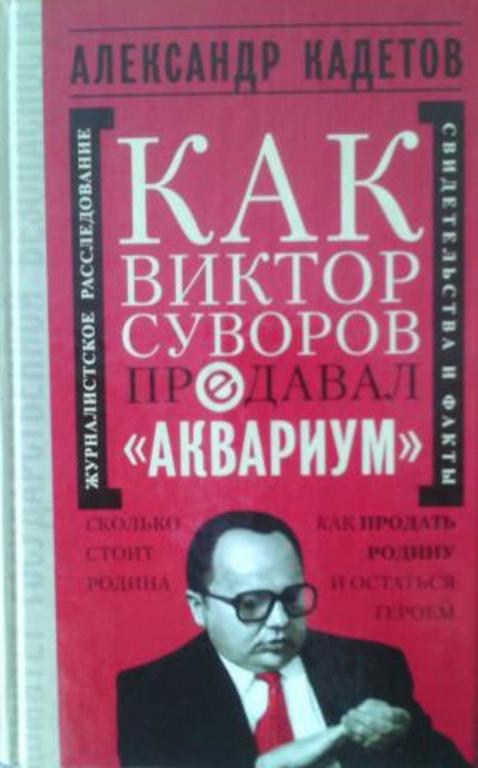 АЛЕКСАНДР КАДЕТОВ
ЖУРНАЛИСТСКОЕ РАССЛЕДОВАНИЕ
КАК
ВИКТОР
СУВОРОВ
ПРеДАВАЛ
«АКВАРИУМ»
СВИДЕТЕЛЬСТВА И ФАКТЫ
СКОЛЬКО
СТОИТ
РОДИНА
КАК ПРОДАТЬ
РОДИНУ
И ОСТАТЬСЯ
ГЕРОЕМ